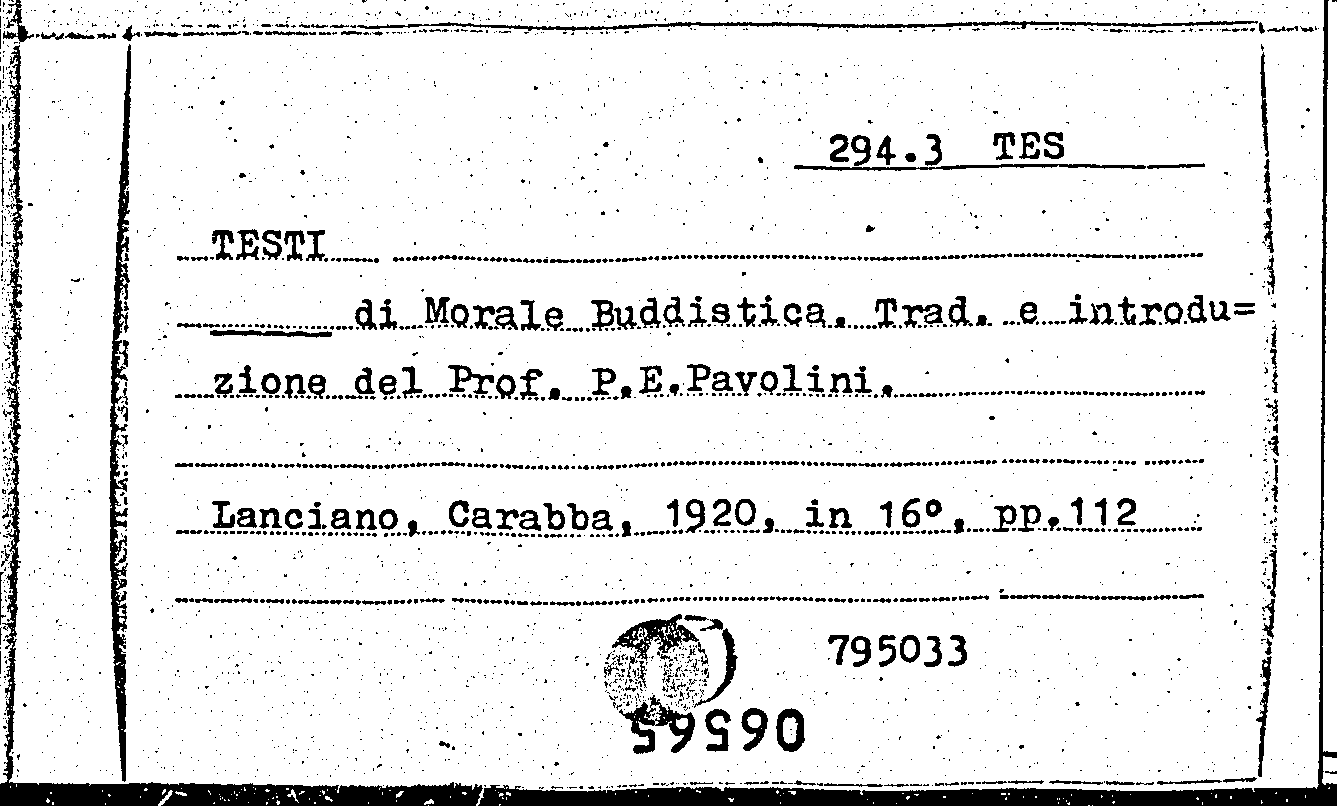 294.3 TES
TESTI
di Morale Buddistica. Trad. e introdu=
zione del Prof. P.E.Pavolini.
Lanciano, Carabba, 1920, in 16°, pp.112
795033
06565